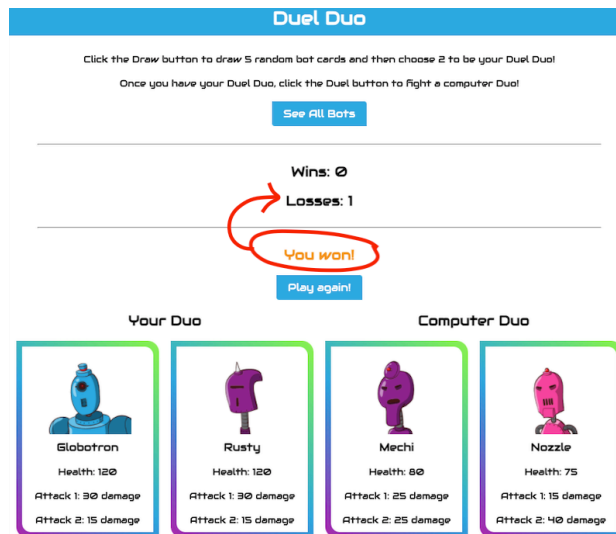 Duel Duo
Click the Draw button to draw 5 random bot cards and then choose 2 to be your Duel Duo!
Once you have your Duel Duo, click the Duel button to fight a computer Duo!
See All Bots
Wins: 0
Losses: 1
You won!
Play again!
Your Duo
Computer Duo
Globotron
Health: 120
Attack 1: 30 damage
Attack 2: 15 damage
Rusty
Health: 120
Attack 1: 30 damage
Attack 2: 15 damage
Mechi
Health: 80
Attack 1: 25 damage
Attack 2: 25 damage
Nozzle
Health: 75
Attack 1: 15 damage
Attack 2: 40 damage